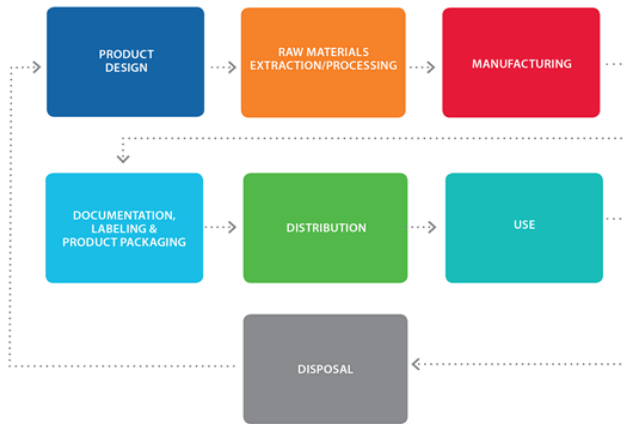 PRODUCT
DESIGN
RAW MATERIALS
EXTRACTION/PROCESSING
MANUFACTURING
DOCUMENTATION,
LABELING &
PRODUCT PACKAGING
DISTRIBUTION
USE
DISPOSAL